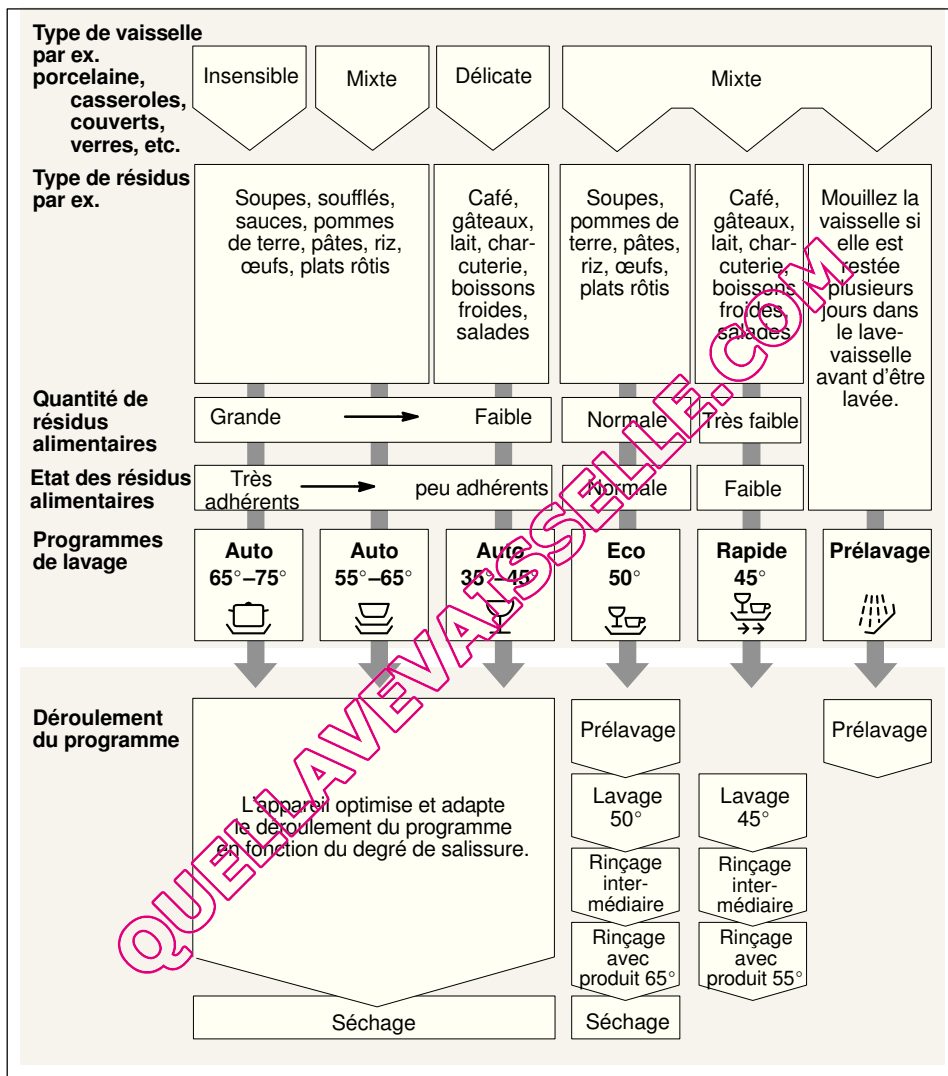 Type de vaisselle
par ex.
porcelaine,
casseroles,
couverts,
verres, etc.
Insensible
Mixte
Délicate
Mixte
Type de résidus
par ex.
Soupes, soufflés,
sauces, pommes
de terre, pâtes, riz,
œufs, plats rôtis
Café,
gâteaux,
lait, char-
cuterie,
boissons
froides,
salades
Soupes,
pommes de
terre, pâtes,
riz, œufs,
plats rôtis
Café,
gâteaux,
lait, char-
cuterie,
boissons
froides,
salades
Mouillez la
vaisselle si
elle est
restée
plusieurs
jours dans
le lave-
vaisselle
avant d'être
lavée.
Quantité de
résidus
alimentaires
Grande
Faible
Normale
Très faible
Etat des résidus
alimentaires
Très
adhérents
peu adhérents
Normale
Faible
Programmes
de lavage
Auto
65°–75°
Auto
55°–65°
Auto
35°–45°
Eco
50°
Rapide
45°
Prélavage
Déroulement
du programme
L'appareil optimise et adapte
le déroulement du programme
en fonction du degré de salissure.
Séchage
Prélavage
Lavage
50°
Rinçage
inter-
médiaire
Rinçage
avec
produit 65°
Séchage
Lavage
45°
Rinçage
inter-
médiaire
Rinçage
avec
produit 55°
Prélavage
QUELLAVEVAISSELLE.COM